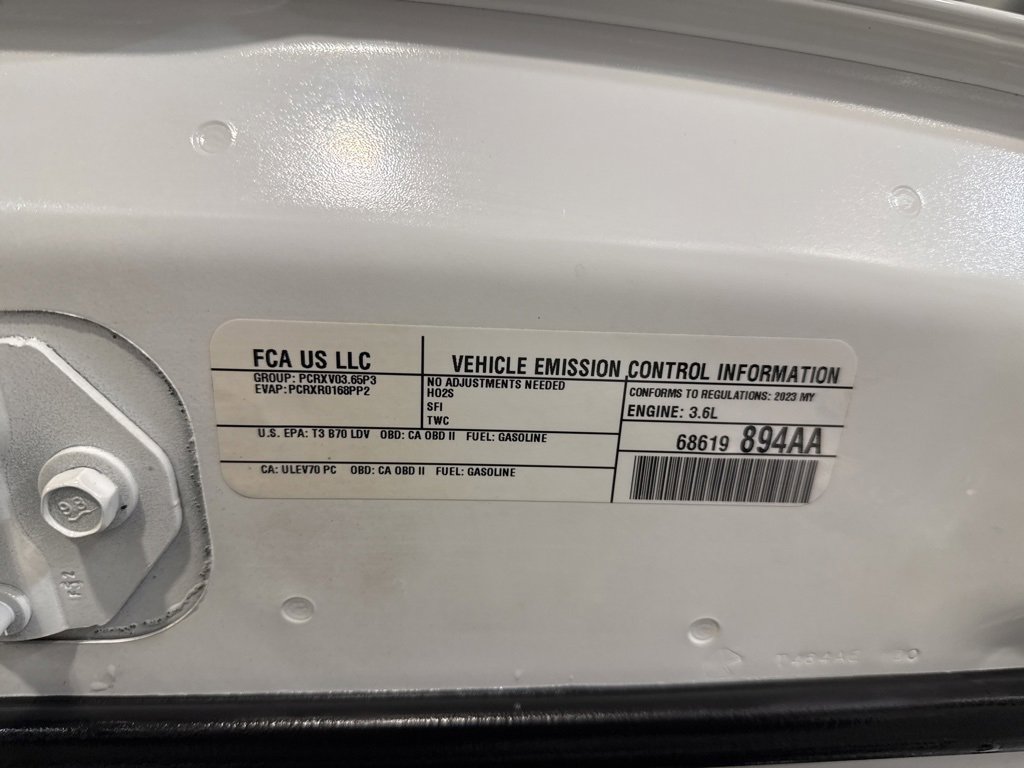 FCA US LLC
VEHICLE EMISSION CONTROL INFORMATION
GROUP: PCRXV03.65P3
EVAP: PCRXR0168PP2
NO ADJUSTMENTS NEEDED
HO2S
SFI
TWC
CONFORMS TO REGULATIONS: 2023 MY
ENGINE: 3.6L
68619 894AA
U.S. EPA: T3 B70 LDV OBD: CA OBD II FUEL: GASOLINE
CA: ULEV70 PC OBD: CA OBD II FUEL: GASOLINE
9.8